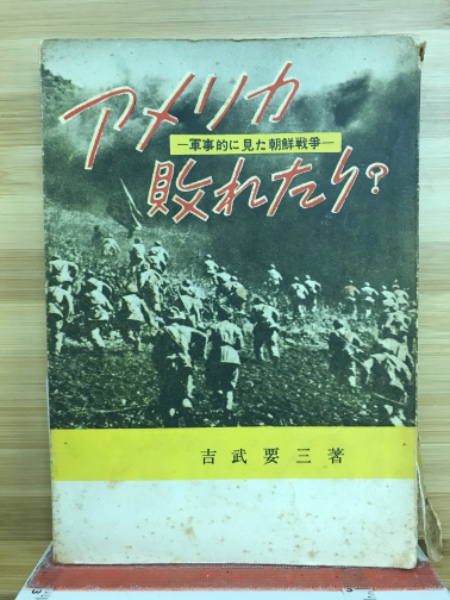 アメリカ
―軍事的に見た朝鮮戦争―
敗れたり?
吉武要三著